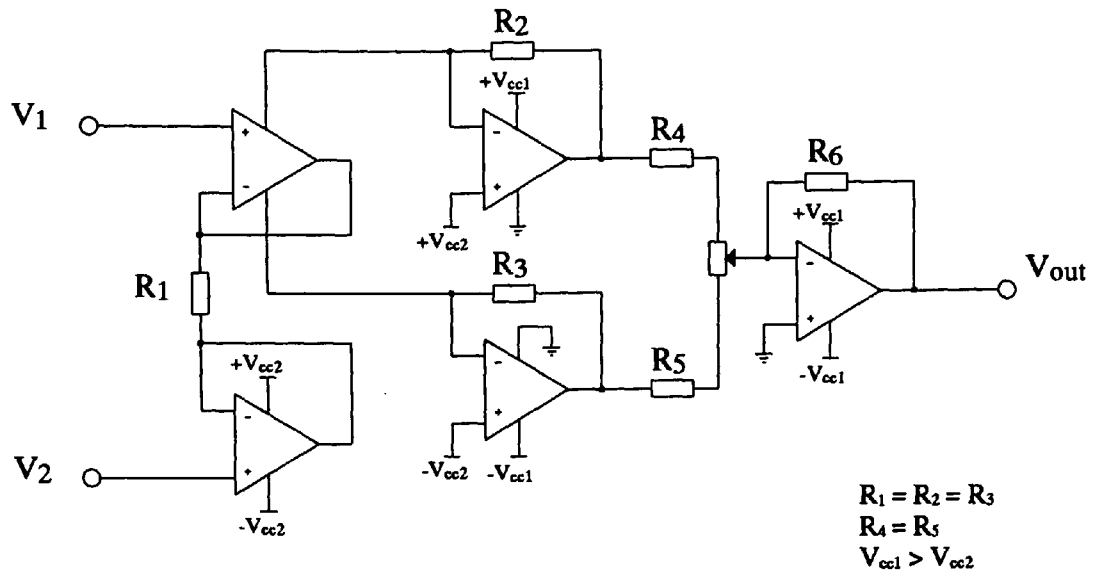 R2
+Vcc1
V1
+
-
-
+
+Vcc2
R4
R6
+Vcc1
-
+
-Vcc1
Vout
R1
R3
-
+
-Vcc2
-Vcc1
R5
+Vcc2
-
+
-Vcc2
V2
R1 = R2 = R3
R4 = R5
Vcc1 > Vcc2